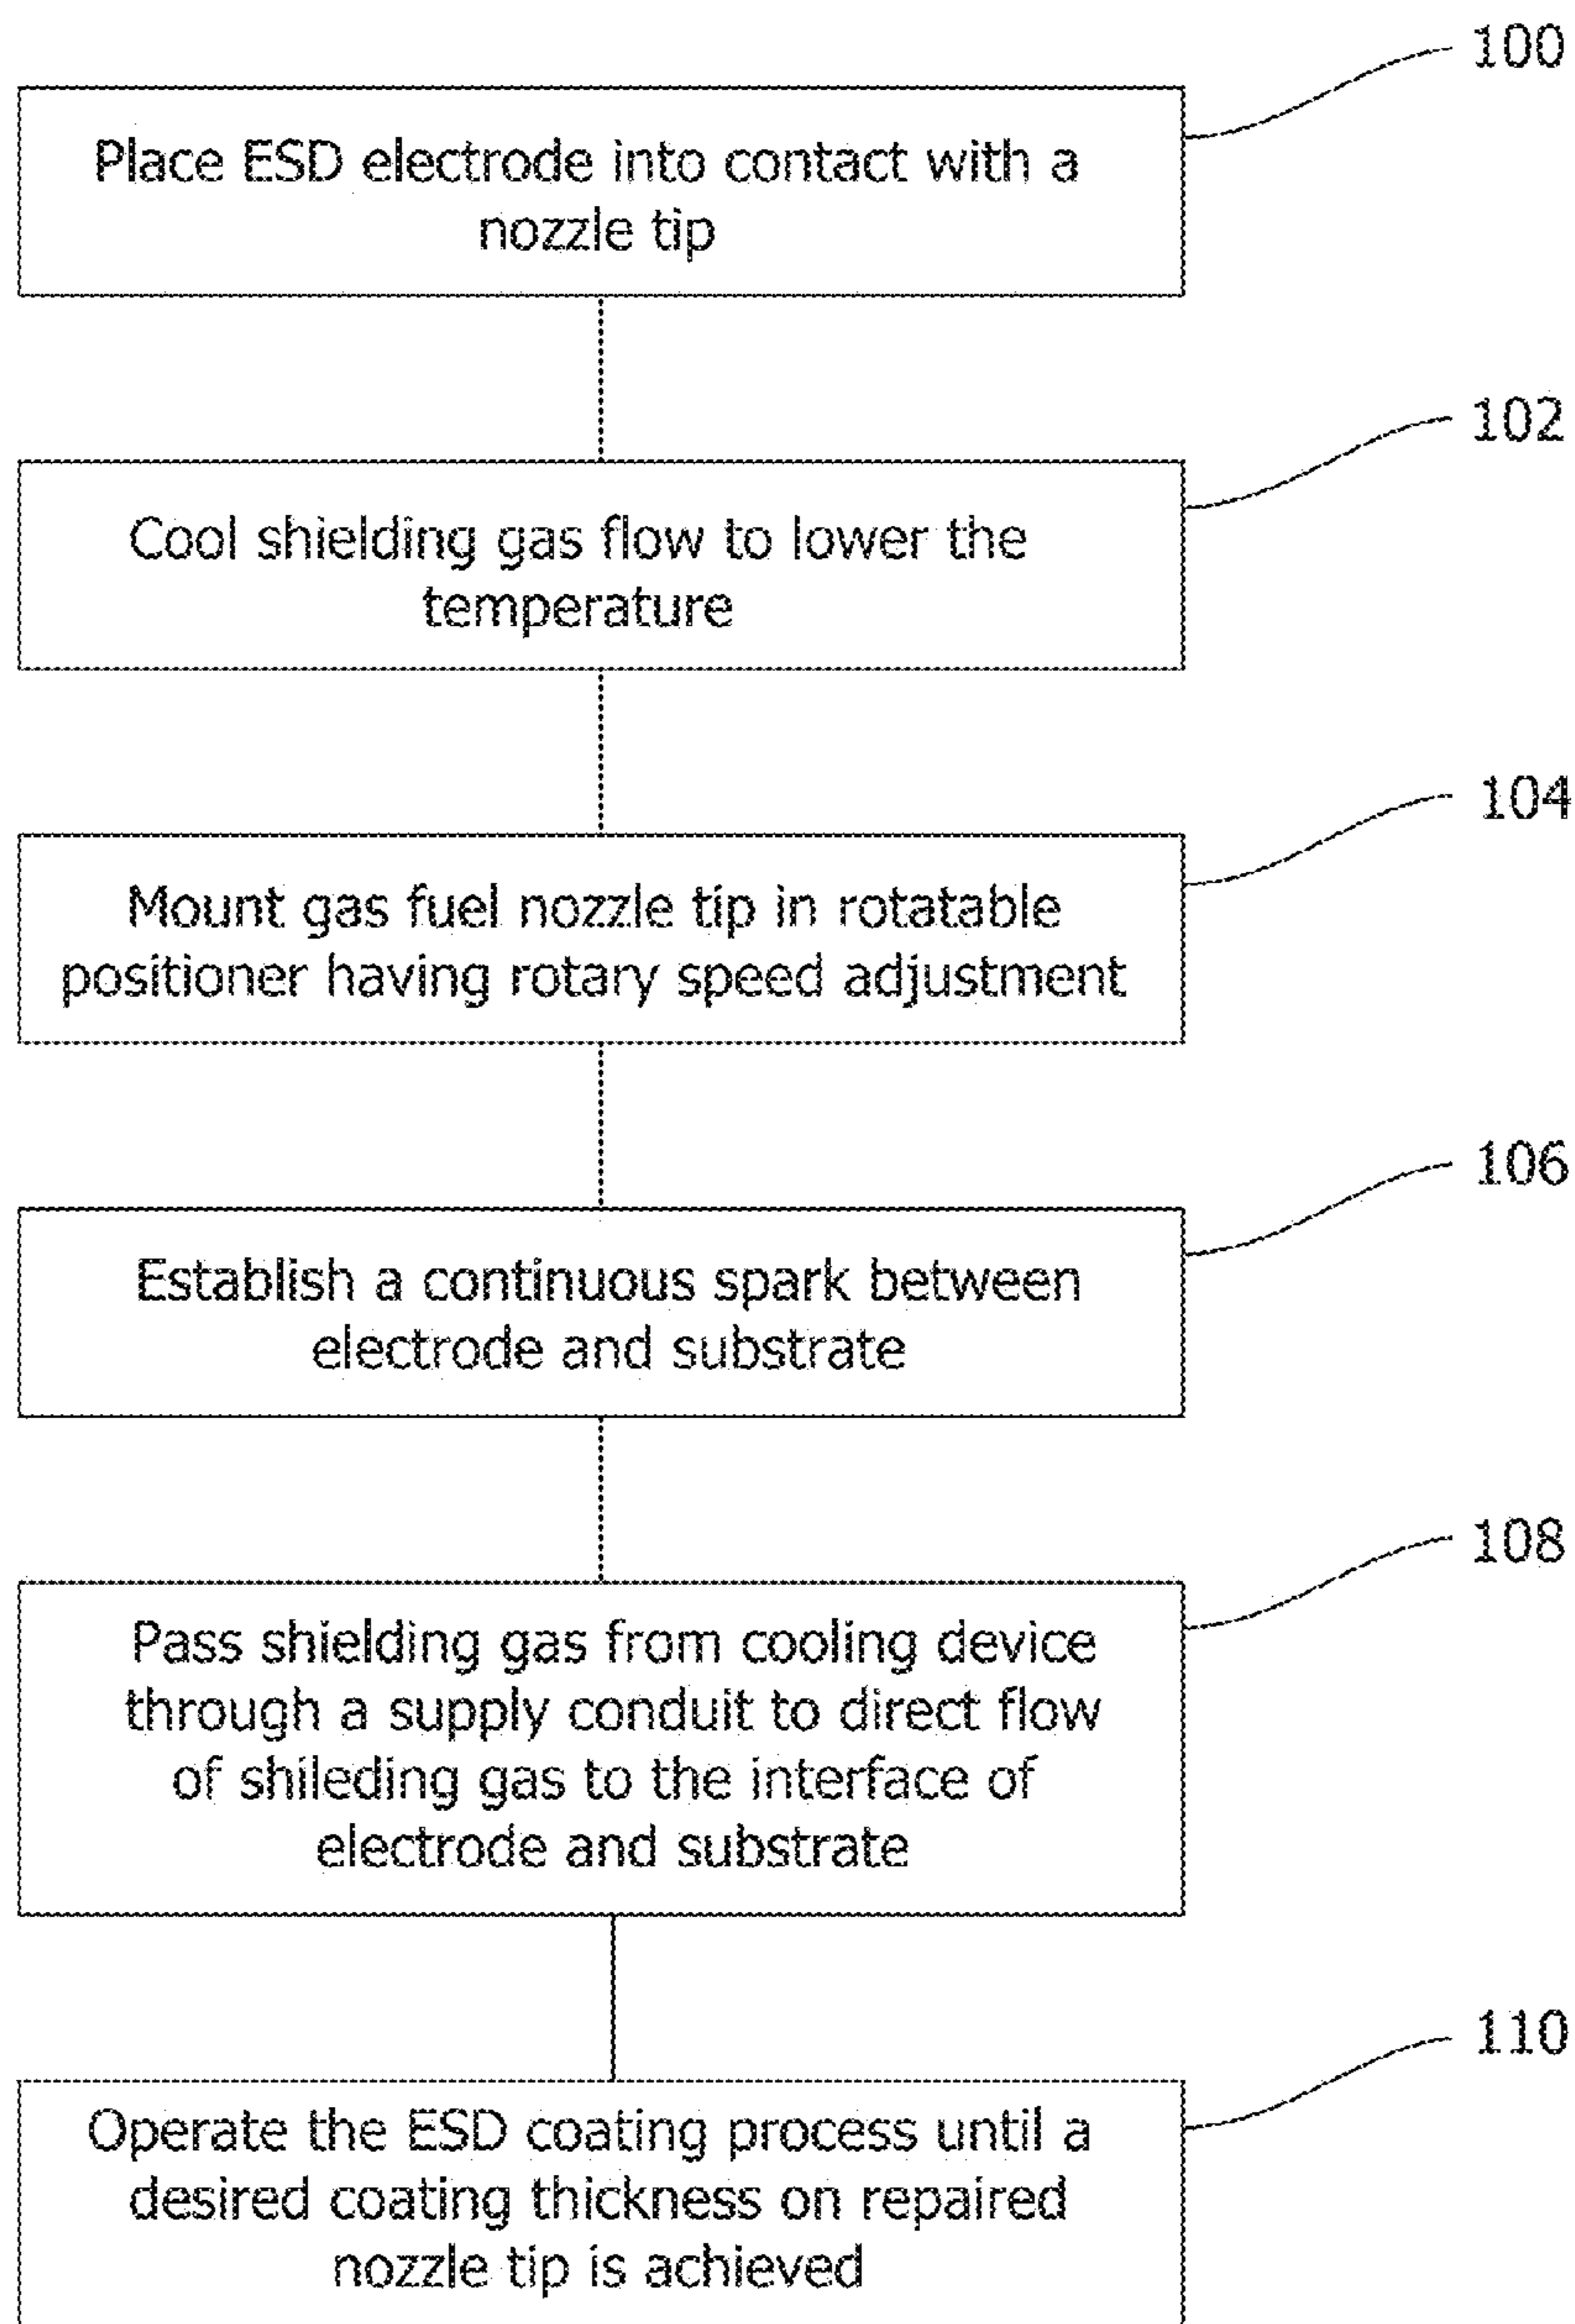 100
Place ESD electrode into contact with a
nozzle tip
102
Cool shielding gas flow to lower the
temperature
104
Mount gas fuel nozzle tip in rotatable
positioner having rotary speed adjustment
106
Establish a continuous spark between
electrode and substrate
108
Pass shielding gas from cooling device
through a supply conduit to direct flow
of shileding gas to the interface of
electrode and substrate
110
Operate the ESD coating process until a
desired coating thickness on repaired
nozzle tip is achieved